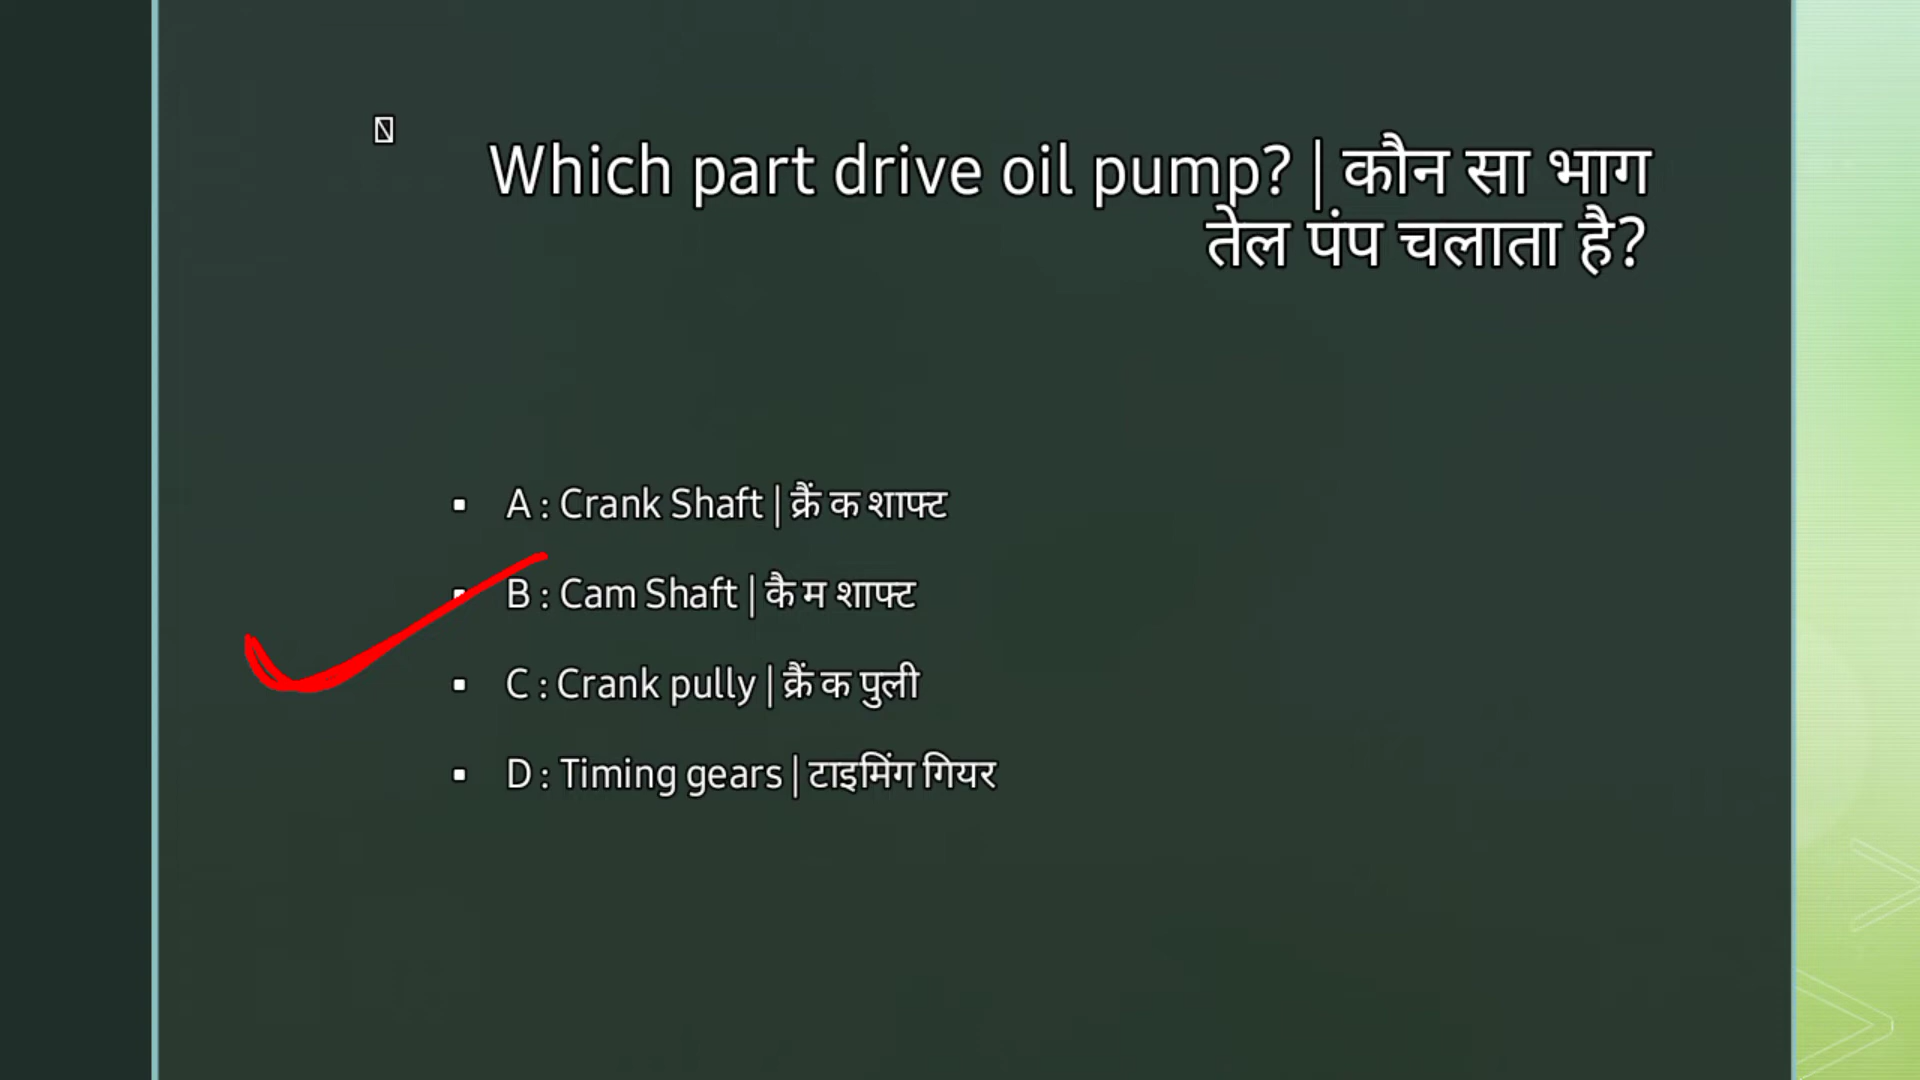 Which part drive oil pump? | कौन सा भाग
तेल पंप चलाता है?
A : Crank Shaft | क्रैंक शाफ्ट
B : Cam Shaft | कैम शाफ्ट
C : Crank pully | क्रैंक पुली
D : Timing gears | टाइमिंग गियर